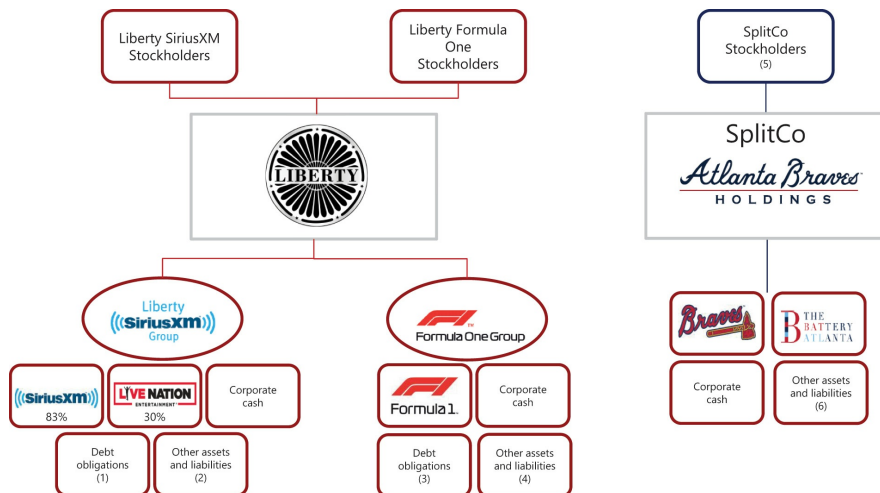 Liberty SiriusXM
Stockholders
Liberty Formula
One
Stockholders
SplitCo
Stockholders
(5)
LIBERTY
SplitCo
Atlanta Braves
HOLDINGS
Liberty
((SiriusXM))
Group
F1 TM
Formula One Group
Braves
B THE
BATTERY
ATLANTA
((SiriusXM))
83%
LIVE NATION
ENTERTAINMENT
30%
Corporate
cash
F1
Formula 1
Corporate
cash
Corporate
cash
Other assets
and liabilities
(6)
Debt
obligations
(1)
Other assets
and liabilities
(2)
Debt
obligations
(3)
Other assets
and liabilities
(4)